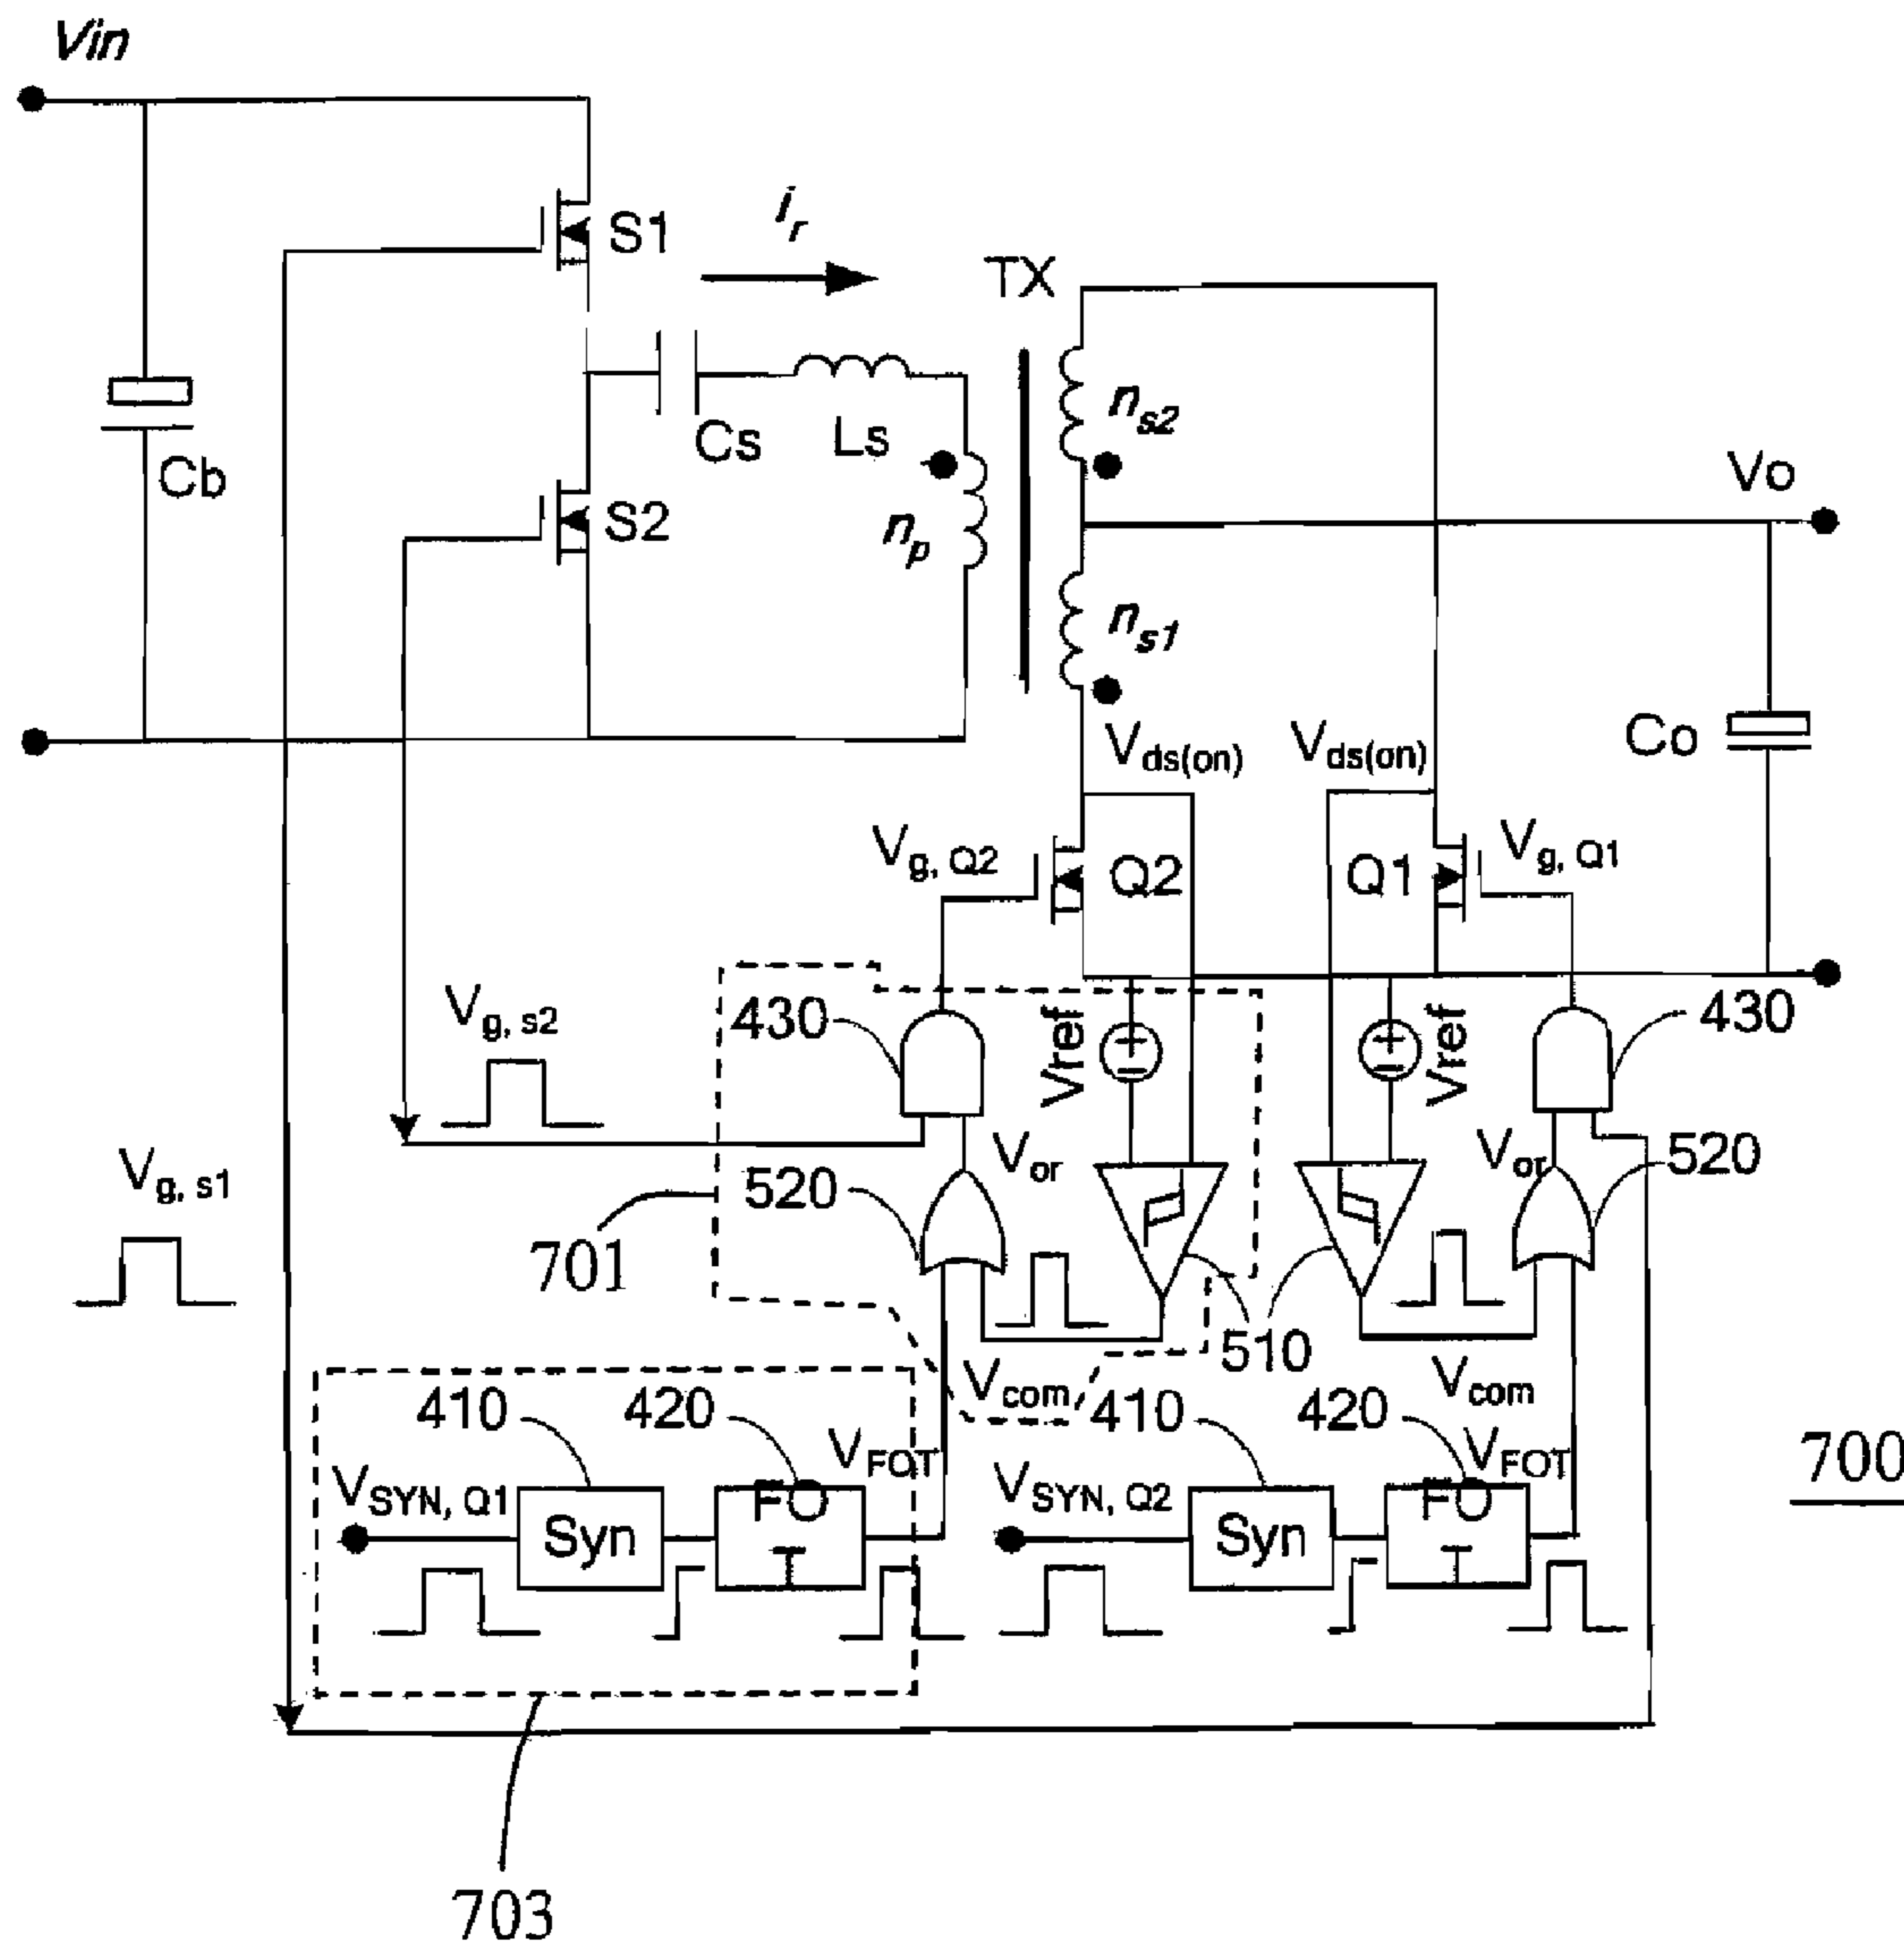 Vin
S1
i_r
TX
n_s2
Cs
Ls
Cb
Vo
S2
n_p
n_s1
V_ds(on)
V_ds(on)
Co
V_g, Q2
Q2
Q1
V_g, Q1
V_g, s2
430
Vref
+
−
+
−
Vref
430
V_g, s1
520
V_or
V_or
520
701
510
V_com
V_com
410
420
V_FOT
410
420
V_FOT
700
V_SYN, Q1
Syn
FO
T
V_SYN, Q2
Syn
FO
T
703